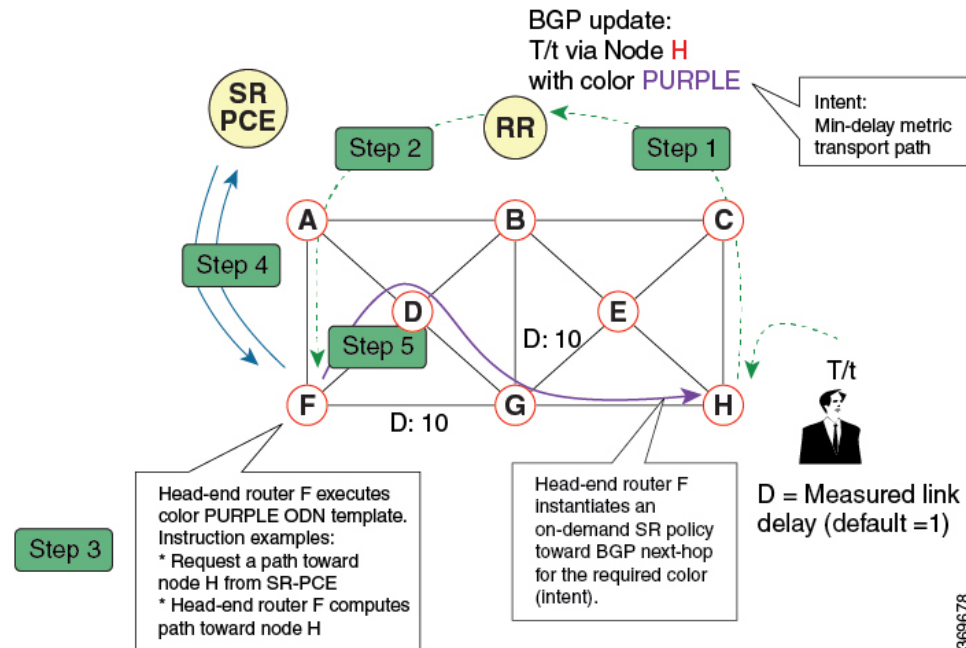 BGP update:
T/t via Node H
with color PURPLE
Intent:
Min-delay metric
transport path
SR
PCE
RR
Step 2
Step 1
A
B
C
Step 4
D
E
Step 5
D: 10
T/t
F
G
H
D: 10
Head-end router F executes
color PURPLE ODN template.
Instruction examples:
* Request a path toward
node H from SR-PCE
* Head-end router F computes
path toward node H
Head-end router F
instantiates an
on-demand SR policy
toward BGP next-hop
for the required color
(intent).
D = Measured link
delay (default =1)
Step 3
369678